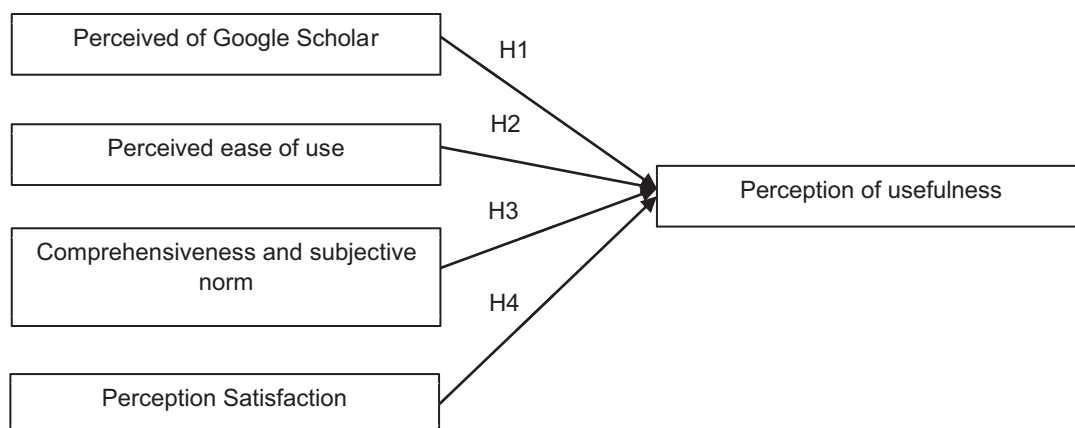 Perceived of Google Scholar
H1
Perceived ease of use
H2
Perception of usefulness
Comprehensiveness and subjective
norm
H3
H4
Perception Satisfaction